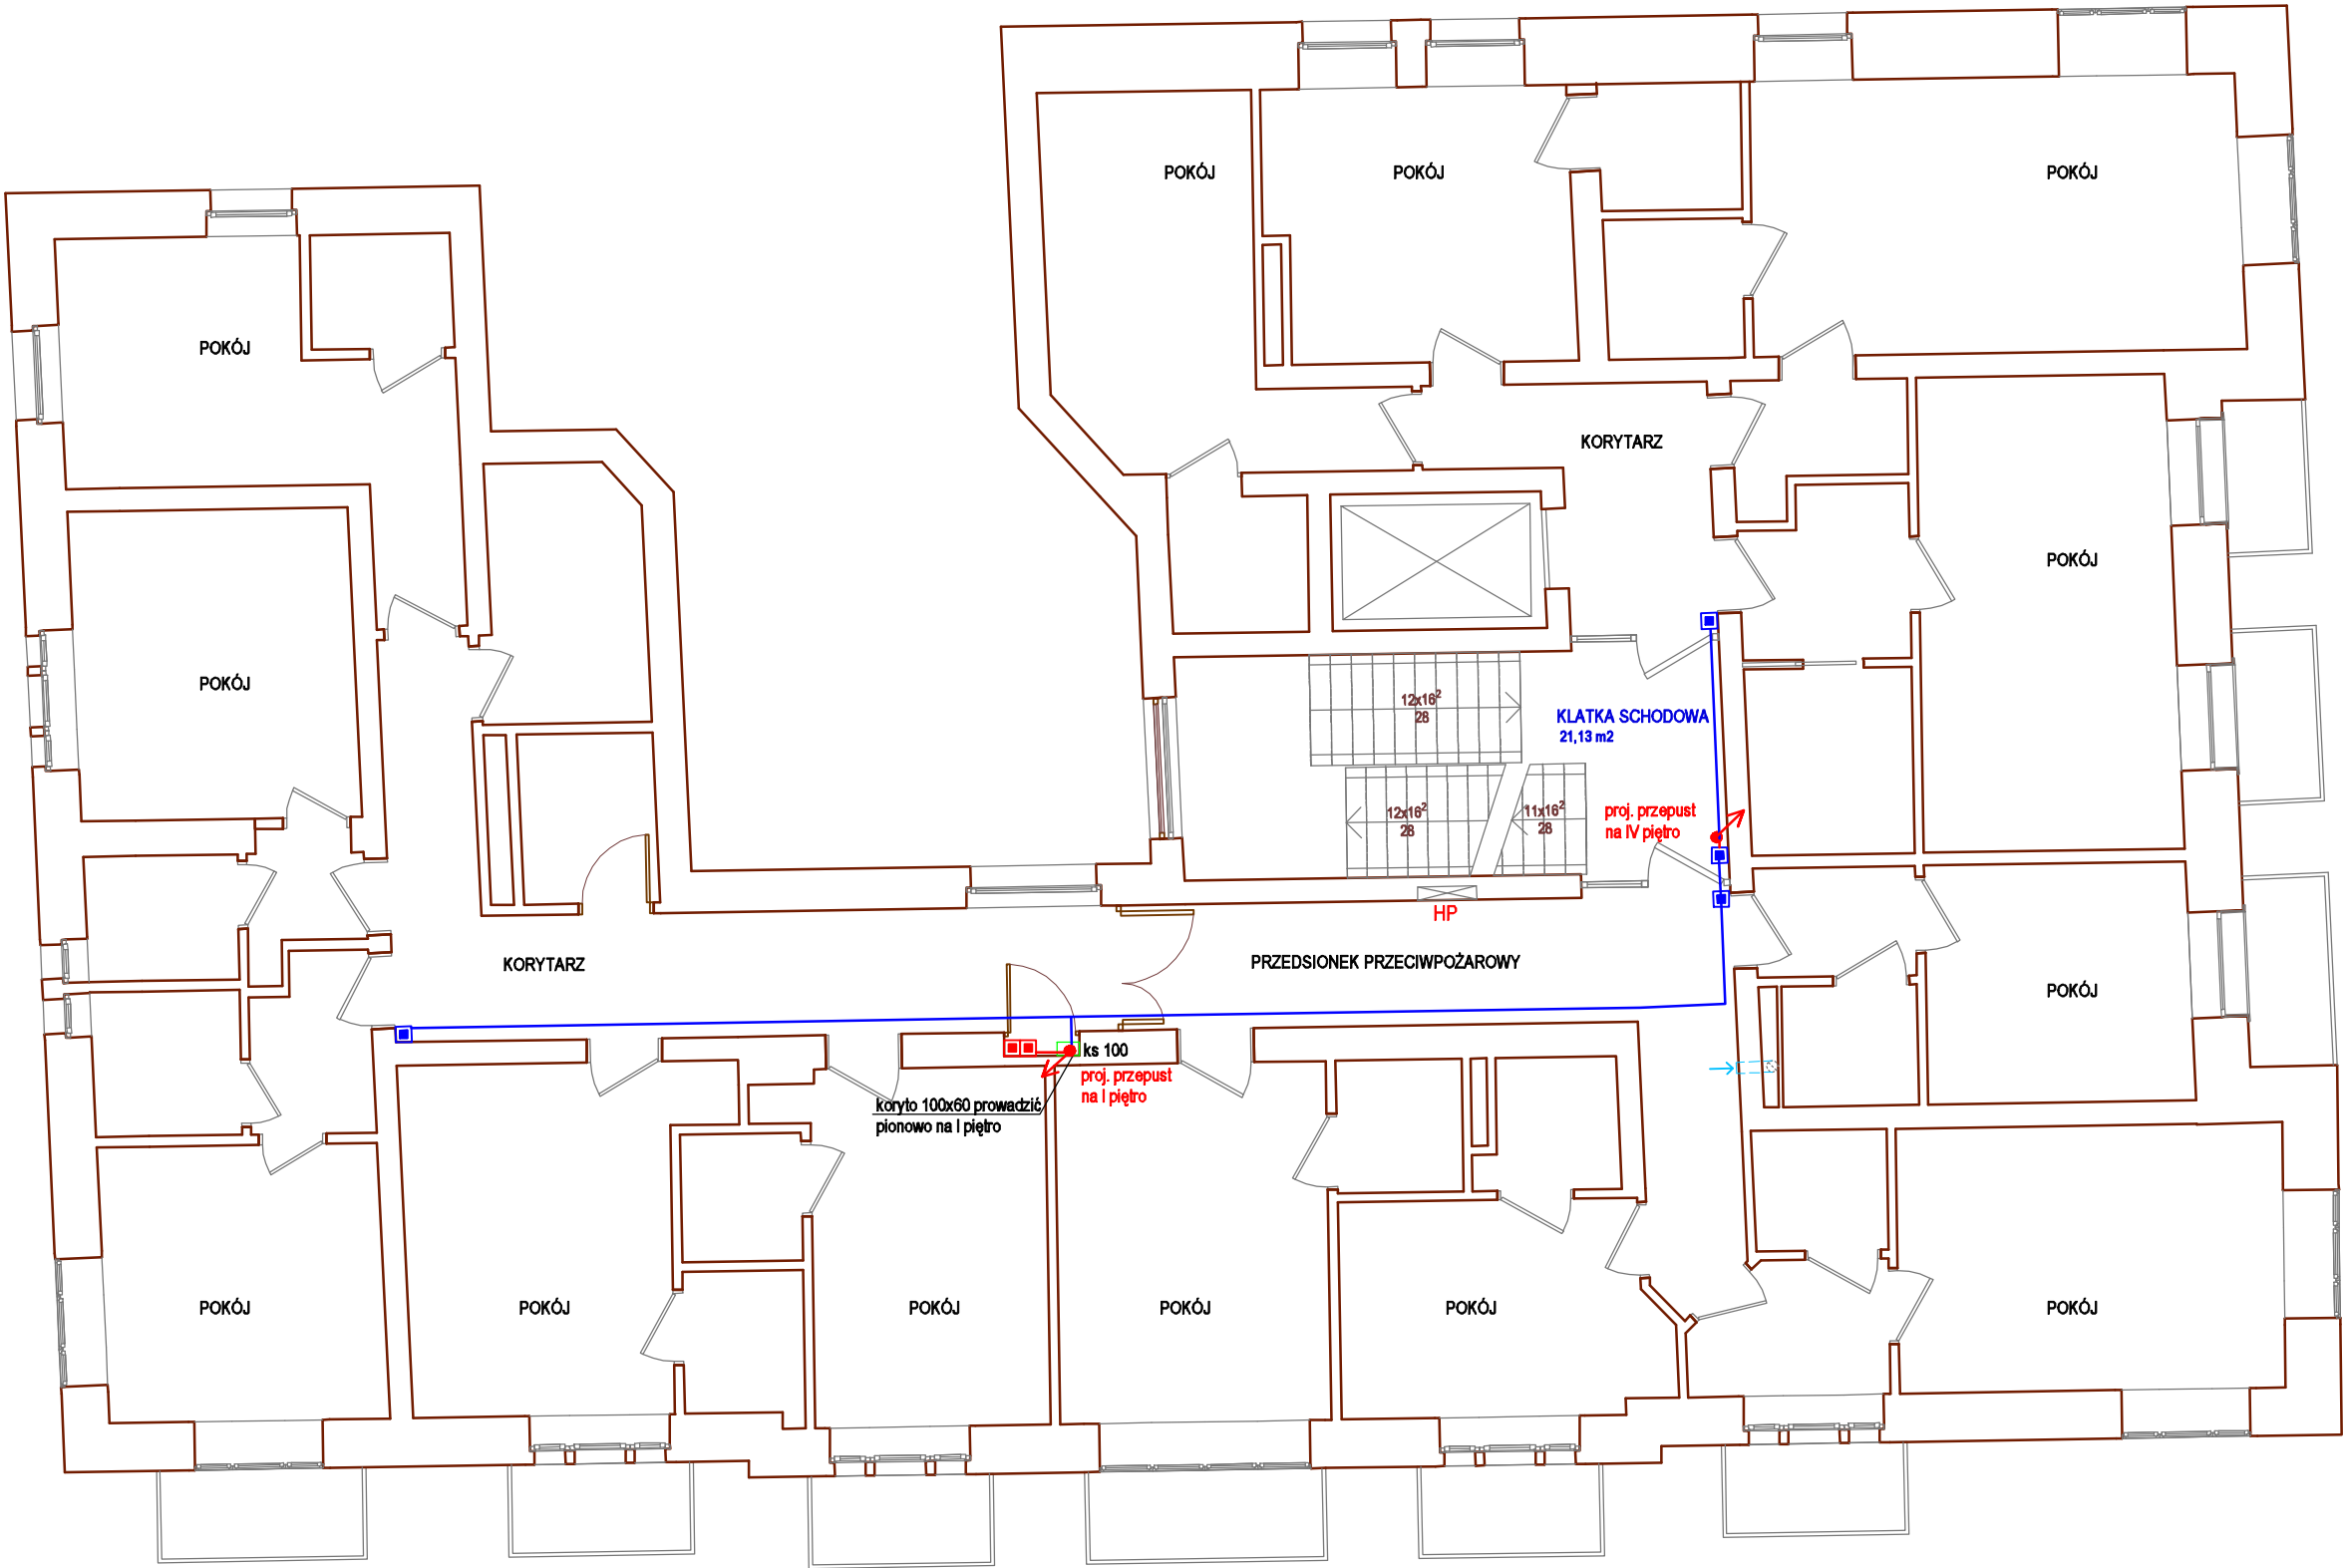 POKÓJ
POKÓJ
POKÓJ
POKÓJ
KORYTARZ
POKÓJ
POKÓJ
12x16²
28
KLATKA SCHODOWA
21,13 m2
12x16²
28
11x16²
28
proj. przepust
na IV piętro
HP
KORYTARZ
PRZEDSIONEK PRZECIWPOŻAROWY
POKÓJ
ks 100
proj. przepust
na I piętro
koryto 100x60 prowadzić
pionowo na I piętro
POKÓJ
POKÓJ
POKÓJ
POKÓJ
POKÓJ
POKÓJ